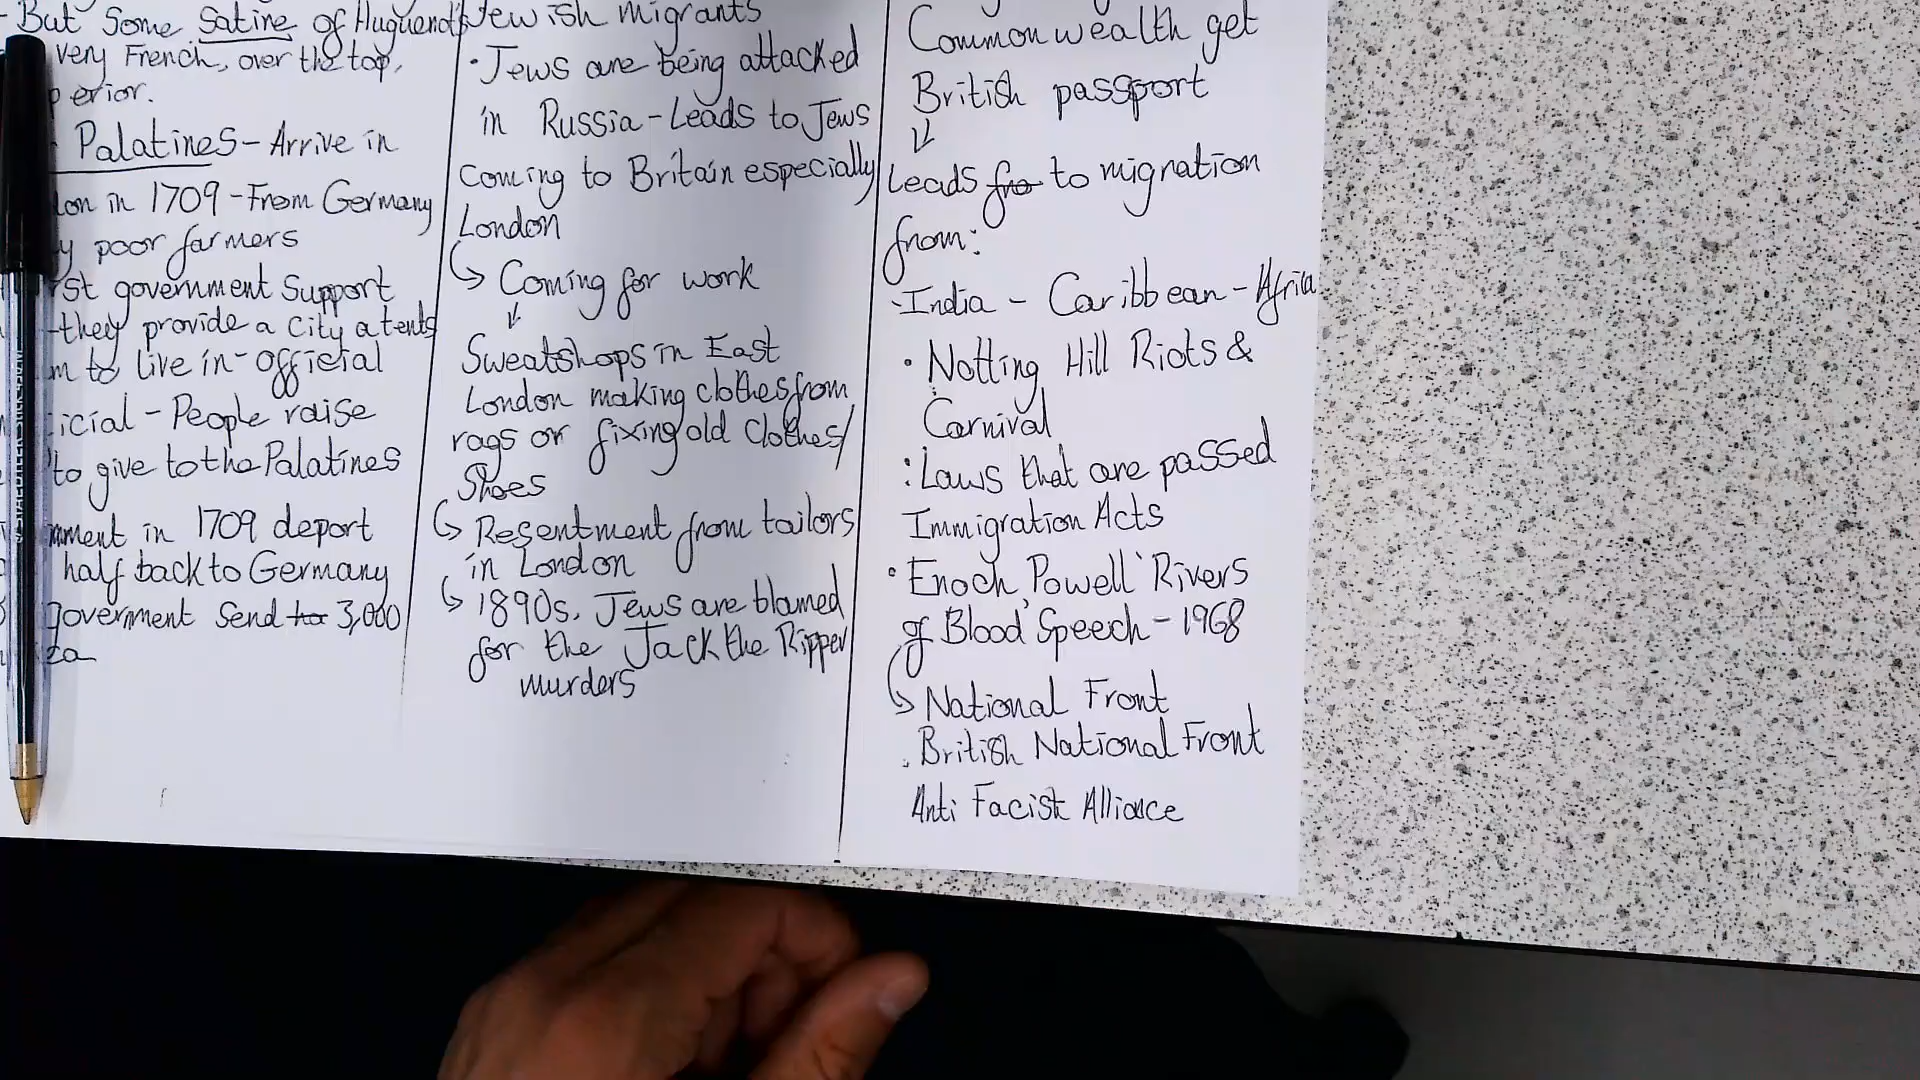 - But Some Satire of Huguenots
very French, over the top,
perior.
Palatines - Arrive in
don in 1709 - From Germany
y poor farmers
rst government Support
- they provide a City a tents
m to live in - official
icial - People raise
to give to the Palatines
nment in 1709 deport
half back to Germany
government Send to 3,000
ca
Jewish migrants
• Jews are being attacked
in Russia - Leads to Jews
coming to Britain especially
London
↳ Coming for work
↓
Sweatshops in East
London making clothes from
rags or fixing old clothes/
Shoes
↳ Resentment from tailors
in London
↳ 1890s, Jews are blamed
for the Jack the Ripper
murders
Commonwealth get
British passport
↓
Leads fro to migration
from:
- India - Caribbean - Africa
• Notting Hill Riots &
Carnival
: Laws that are passed
Immigration Acts
• Enoch Powell 'Rivers
of Blood' Speech - 1968
↳ National Front
. British National Front
Anti Facist Alliance